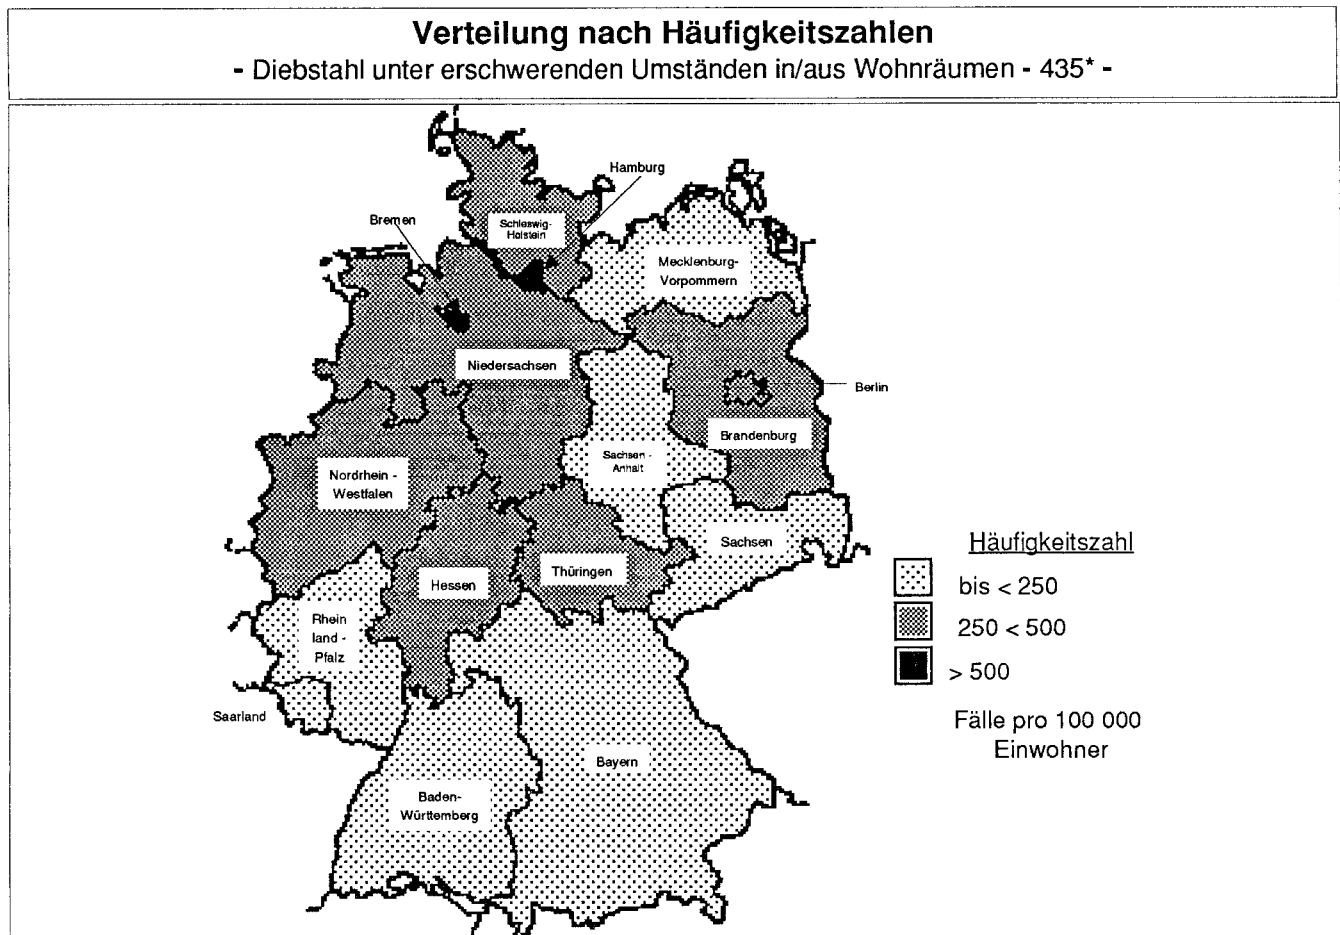 Verteilung nach Häufigkeitszahlen
- Diebstahl unter erschwerenden Umständen in/aus Wohnräumen - 435* -
Hamburg
Bremen
Schleswig-
Holstein
Mecklenburg-
Vorpommern
Niedersachsen
Berlin
Brandenburg
Sachsen -
Anhalt
Nordrhein -
Westfalen
Sachsen
Thüringen
Hessen
Rhein
land -
Pfalz
Saarland
Bayern
Baden-
Württemberg
Häufigkeitszahl
bis < 250
250 < 500
> 500
Fälle pro 100 000
Einwohner